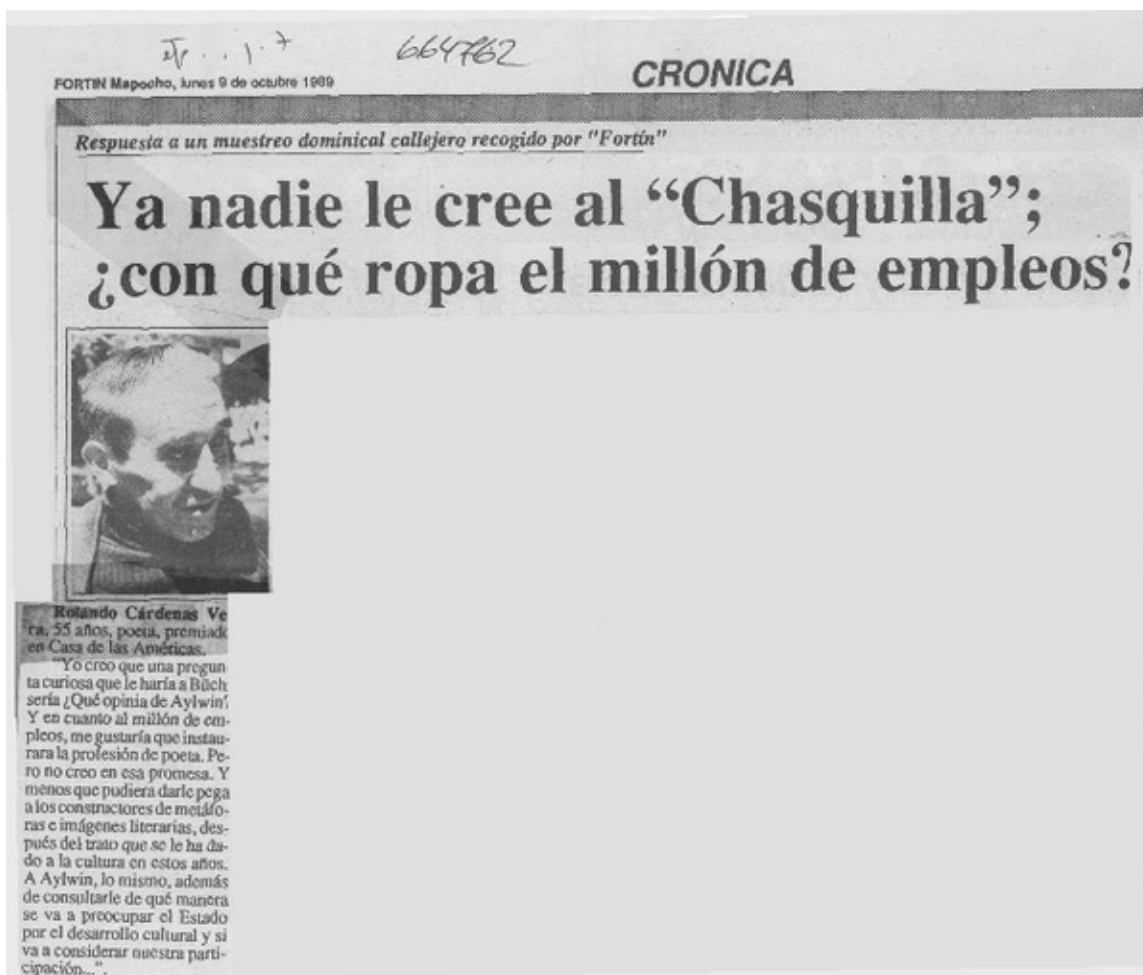 664762
FORTIN Mapocho, lunes 9 de octubre 1989
CRONICA
Respuesta a un muestreo dominical callejero recogido por "Fortín"
Ya nadie le cree al “Chasquilla”;
¿con qué ropa el millón de empleos?
Rolando Cárdenas Ve
ra, 55 años, poeta, premiado
en Casa de las Américas.
"Yo creo que una pregun
ta curiosa que le haría a Büch
sería ¿Qué opinia de Aylwin?
Y en cuanto al millón de em-
pleos, me gustaría que instau-
rara la profesión de poeta. Pe-
ro no creo en esa promesa. Y
menos que pudiera darle pega
a los constructores de metáfo-
ras e imágenes literarias, des-
pués del trato que se le ha da-
do a la cultura en estos años.
A Aylwin, lo mismo, además
de consultarle de qué manera
se va a preocupar el Estado
por el desarrollo cultural y si
va a considerar nuestra parti-
cipación...".